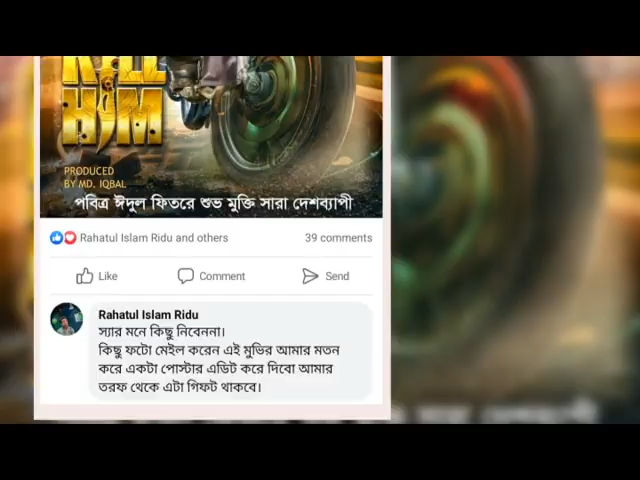 KILL
HIM
PRODUCED
BY MD. IQBAL
পবিত্র ঈদুল ফিতরে শুভ মুক্তি সারা দেশব্যাপী
Rahatul Islam Ridu and others 39 comments
Like Comment Send
Rahatul Islam Ridu
স্যার মনে কিছু নিবেননা।
কিছু ফটো মেইল করেন এই মুভির আমার মতন
করে একটা পোস্টার এডিট করে দিবো আমার
তরফ থেকে এটা গিফট থাকবে।